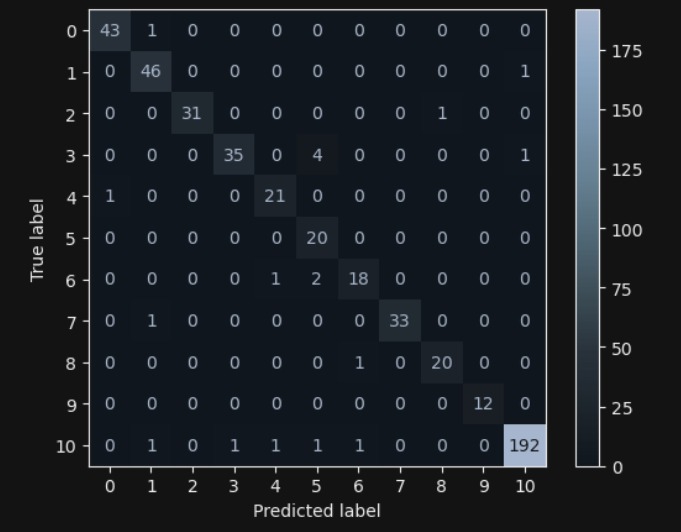 0 43 1 0 0 0 0 0 0 0 0 0
1 0 46 0 0 0 0 0 0 0 0 1
2 0 0 31 0 0 0 0 0 1 0 0
3 0 0 0 35 0 4 0 0 0 0 1
4 1 0 0 0 21 0 0 0 0 0 0
5 0 0 0 0 0 20 0 0 0 0 0
6 0 0 0 0 1 2 18 0 0 0 0
7 0 1 0 0 0 0 0 33 0 0 0
8 0 0 0 0 0 0 1 0 20 0 0
9 0 0 0 0 0 0 0 0 0 12 0
10 0 1 0 1 1 1 1 0 0 0 192
0 1 2 3 4 5 6 7 8 9 10
Predicted label
True label
175
150
125
100
75
50
25
0